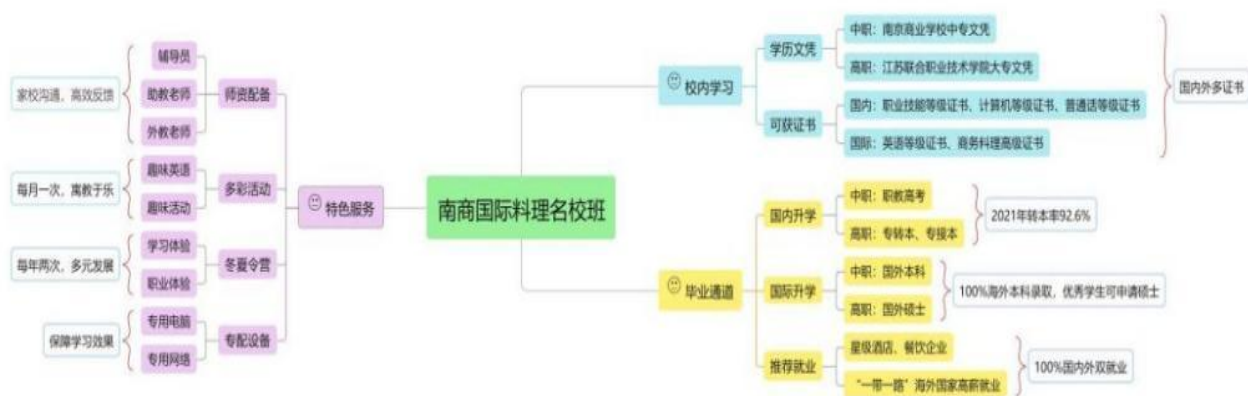 南商国际料理名校班
特色服务
师资配备
辅导员
助教老师
外教老师
家校沟通，高效反馈
多彩活动
趣味英语
趣味活动
每月一次，寓教于乐
冬夏令营
学习体验
职业体验
每年两次，多元发展
专配设备
专用电脑
专用网络
保障学习效果
校内学习
学历文凭
中职：南京商业学校中专文凭
高职：江苏联合职业技术学院大专文凭
可获证书
国内：职业技能等级证书、计算机等级证书、普通话等级证书
国际：英语等级证书、商务料理高级证书
国内外多证书
毕业通道
国内升学
中职：职教高考
高职：专转本、专接本
2021年转本率92.6%
国际升学
中职：国外本科
高职：国外硕士
100%海外本科录取，优秀学生可申请硕士
推荐就业
星级酒店、餐饮企业
“一带一路”海外国家高薪就业
100%国内外双就业